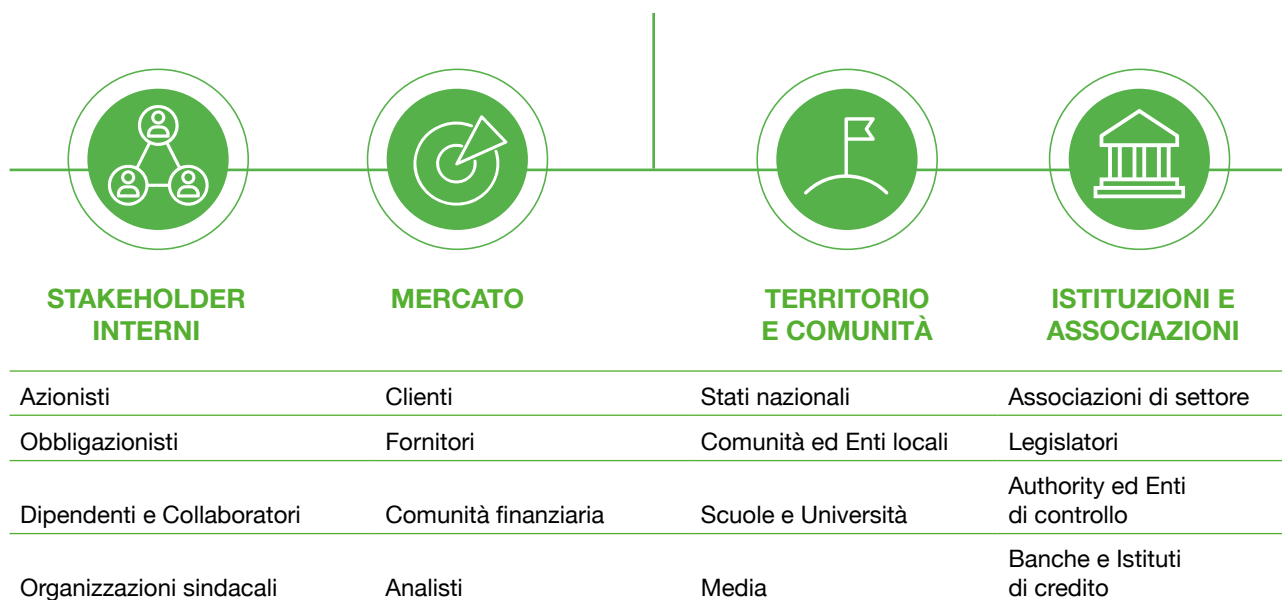 STAKEHOLDER
INTERNI
MERCATO
TERRITORIO
E COMUNITÀ
ISTITUZIONI E
ASSOCIAZIONI
Azionisti
Clienti
Stati nazionali
Associazioni di settore
Obbligazionisti
Fornitori
Comunità ed Enti locali
Legislatori
Dipendenti e Collaboratori
Comunità finanziaria
Scuole e Università
Authority ed Enti
di controllo
Organizzazioni sindacali
Analisti
Media
Banche e Istituti
di credito